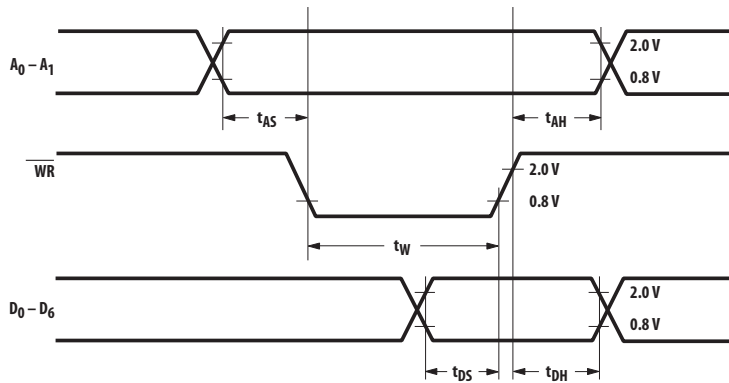 A₀ – A₁
2.0 V
0.8 V
tAS
tAH
WR
2.0 V
0.8 V
tW
D₀ – D₆
2.0 V
0.8 V
tDS
tDH